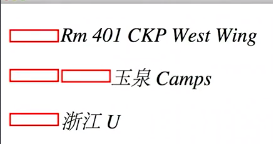 Rm 401 CKP West Wing
玉泉 Camps
浙江 U